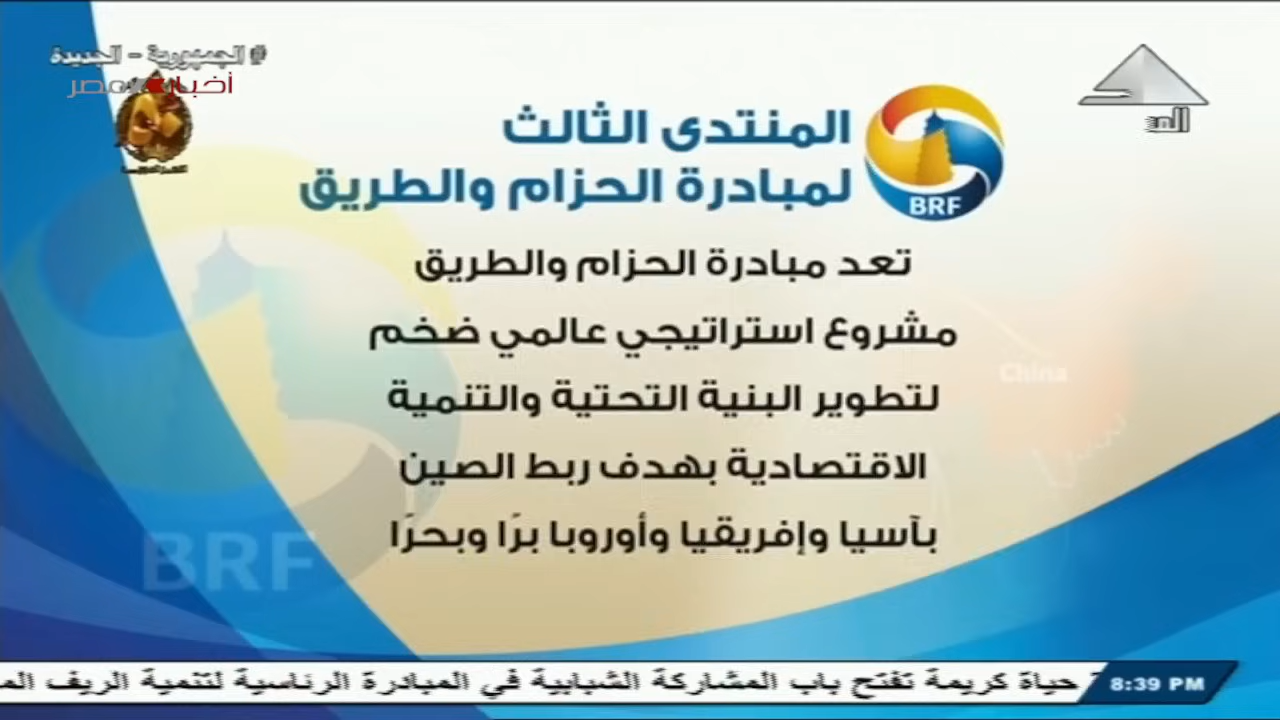 # الجمهورية - الجديدة
أخبار مصر
المنتدى الثالث
لمبادرة الحزام والطريق
BRF
تعد مبادرة الحزام والطريق
مشروع استراتيجي عالمي ضخم
لتطوير البنية التحتية والتنمية
الاقتصادية بهدف ربط الصين
بآسيا وإفريقيا وأوروبا برًا وبحرًا
China
BRF
حياة كريمة تفتح باب المشاركة الشبابية في المبادرة الرئاسية لتنمية الريف
8:39 PM